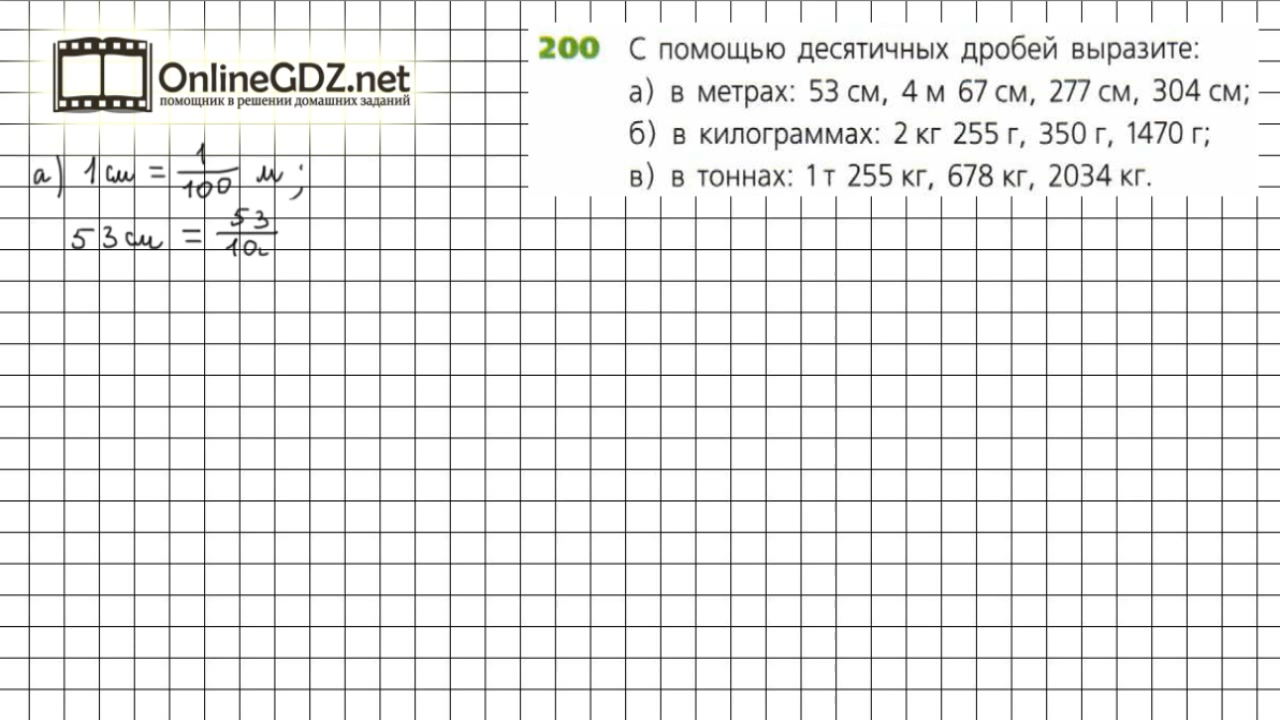 OnlineGDZ.net
помощник в решении домашних заданий
200 С помощью десятичных дробей выразите:
а) в метрах: 53 см, 4 м 67 см, 277 см, 304 см;
б) в килограммах: 2 кг 255 г, 350 г, 1470 г;
в) в тоннах: 1 т 255 кг, 678 кг, 2034 кг.
а) 1 см = 1/100 м;
53 см = 53/10